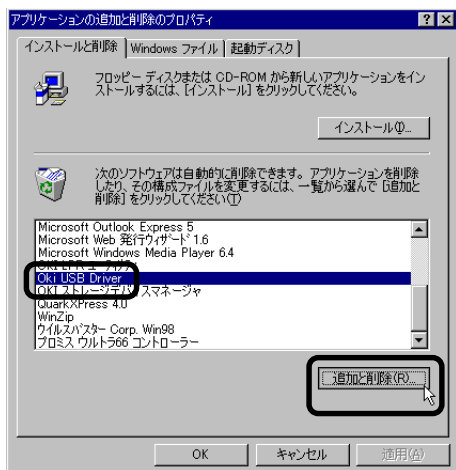 アプリケーションの追加と削除のプロパティ
インストールと削除 Windows ファイル 起動ディスク
フロッピー ディスクまたは CD-ROM から新しいアプリケーションをイン
ストールするには、[インストール] をクリックしてください。
インストール(I)...
次のソフトウェアは自動的に削除できます。アプリケーションを削除
したり、その構成ファイルを変更するには、一覧から選んで [追加と
削除] をクリックしてください(T)
Microsoft Outlook Express 5
Microsoft Web 発行ウィザード 1.6
Microsoft Windows Media Player 6.4
OKI LPR ユーティリティ
Oki USB Driver
OKI ストレージデバイスマネージャ
QuarkXPress 4.0
WinZip
ウイルスバスター Corp. Win98
プロミス ウルトラ66 コントローラー
追加と削除(R)...
OK キャンセル 適用(A)